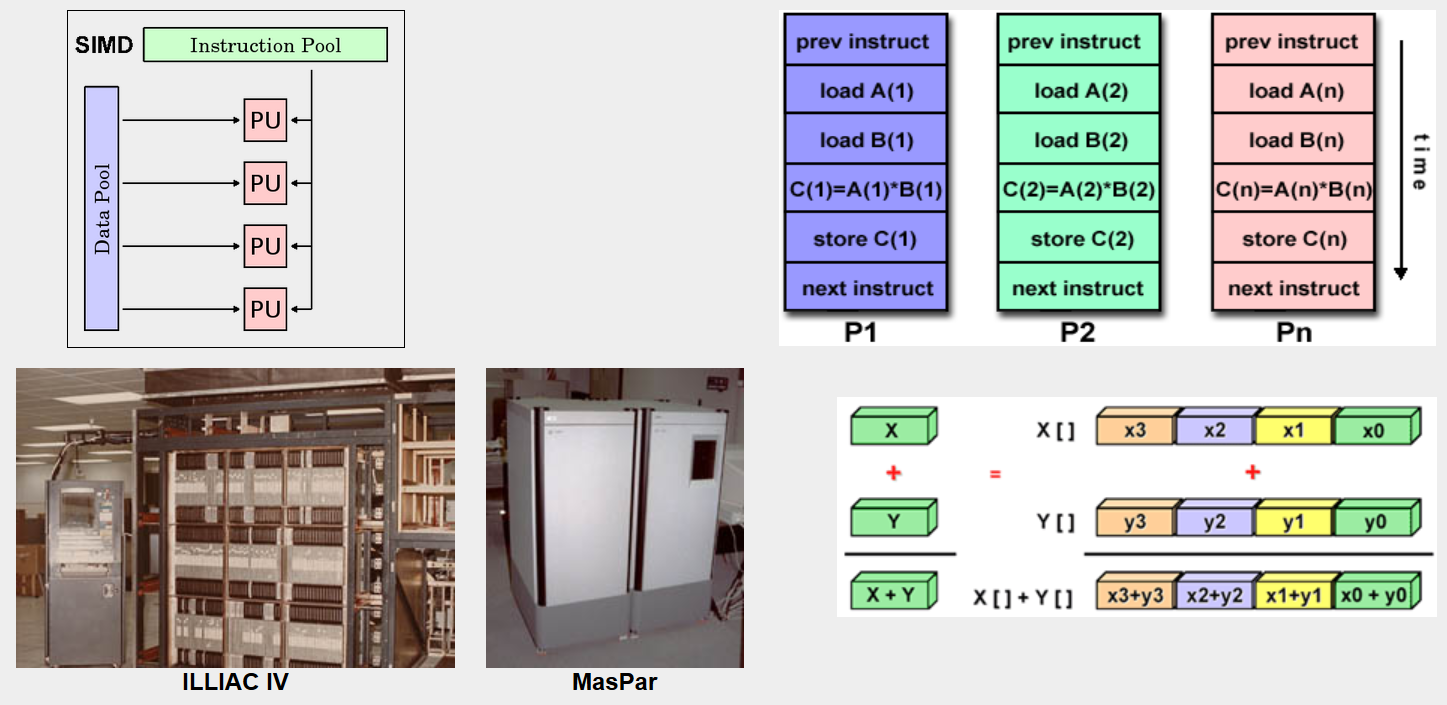 SIMD
Instruction Pool
Data Pool
PU
PU
PU
PU
prev instruct
load A(1)
load B(1)
C(1)=A(1)*B(1)
store C(1)
next instruct
P1
prev instruct
load A(2)
load B(2)
C(2)=A(2)*B(2)
store C(2)
next instruct
P2
prev instruct
load A(n)
load B(n)
C(n)=A(n)*B(n)
store C(n)
next instruct
Pn
time
ILLIAC IV
MasPar
X
+
Y
X + Y
=
X [ ] x3 x2 x1 x0
+
Y [ ] y3 y2 y1 y0
X [ ] + Y [ ] x3+y3 x2+y2 x1+y1 x0 + y0